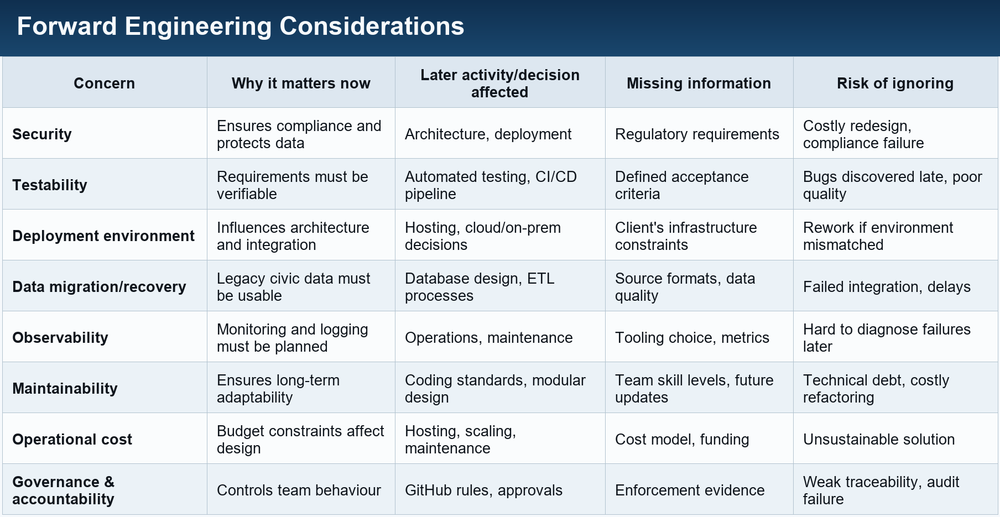 Forward Engineering Considerations
Concern
Why it matters now
Later activity/decision
affected
Missing information
Risk of ignoring
Security
Ensures compliance and
protects data
Architecture, deployment
Regulatory requirements
Costly redesign,
compliance failure
Testability
Requirements must be
verifiable
Automated testing, CI/CD
pipeline
Defined acceptance
criteria
Bugs discovered late, poor
quality
Deployment environment
Influences architecture
and integration
Hosting, cloud/on-prem
decisions
Client's infrastructure
constraints
Rework if environment
mismatched
Data migration/recovery
Legacy civic data must
be usable
Database design, ETL
processes
Source formats, data
quality
Failed integration, delays
Observability
Monitoring and logging
must be planned
Operations, maintenance
Tooling choice, metrics
Hard to diagnose failures
later
Maintainability
Ensures long-term
adaptability
Coding standards, modular
design
Team skill levels, future
updates
Technical debt, costly
refactoring
Operational cost
Budget constraints affect
design
Hosting, scaling,
maintenance
Cost model, funding
Unsustainable solution
Governance &
accountability
Controls team behaviour
GitHub rules, approvals
Enforcement evidence
Weak traceability, audit
failure